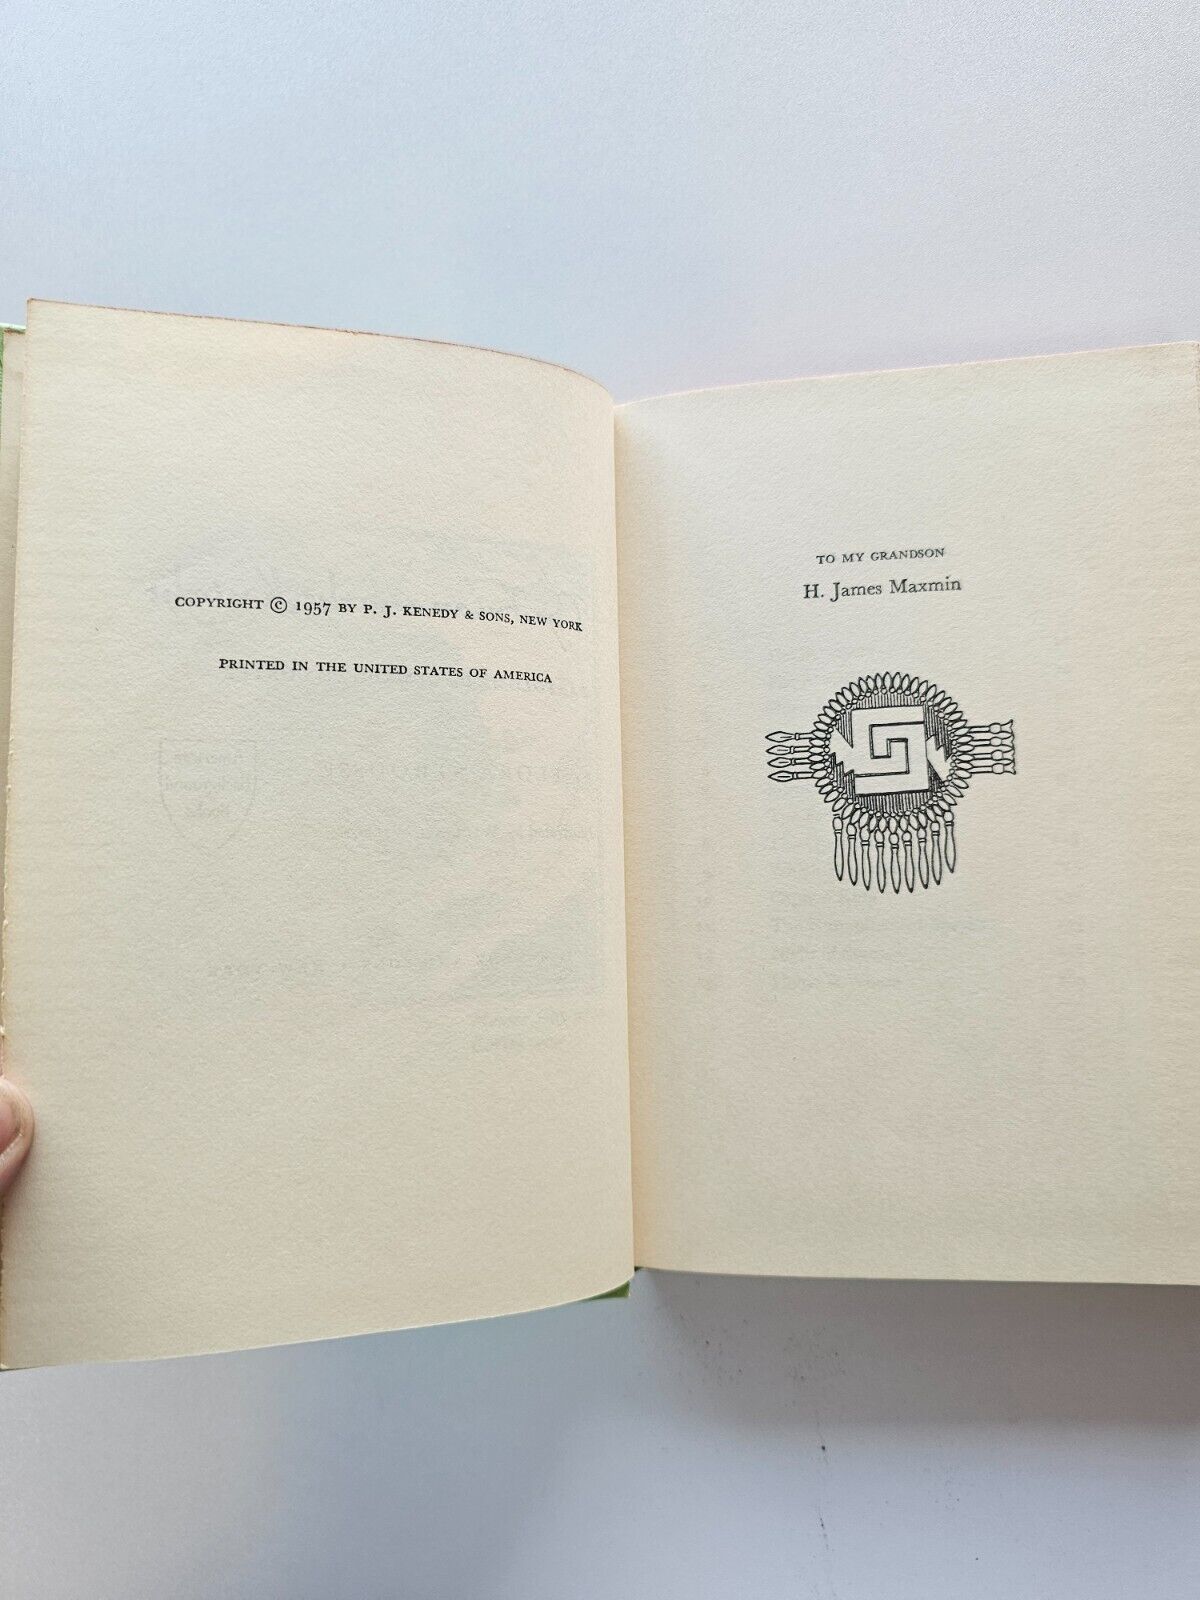 COPYRIGHT © 1957 BY P. J. KENEDY & SONS, NEW YORK
PRINTED IN THE UNITED STATES OF AMERICA
TO MY GRANDSON
H. James Maxmin